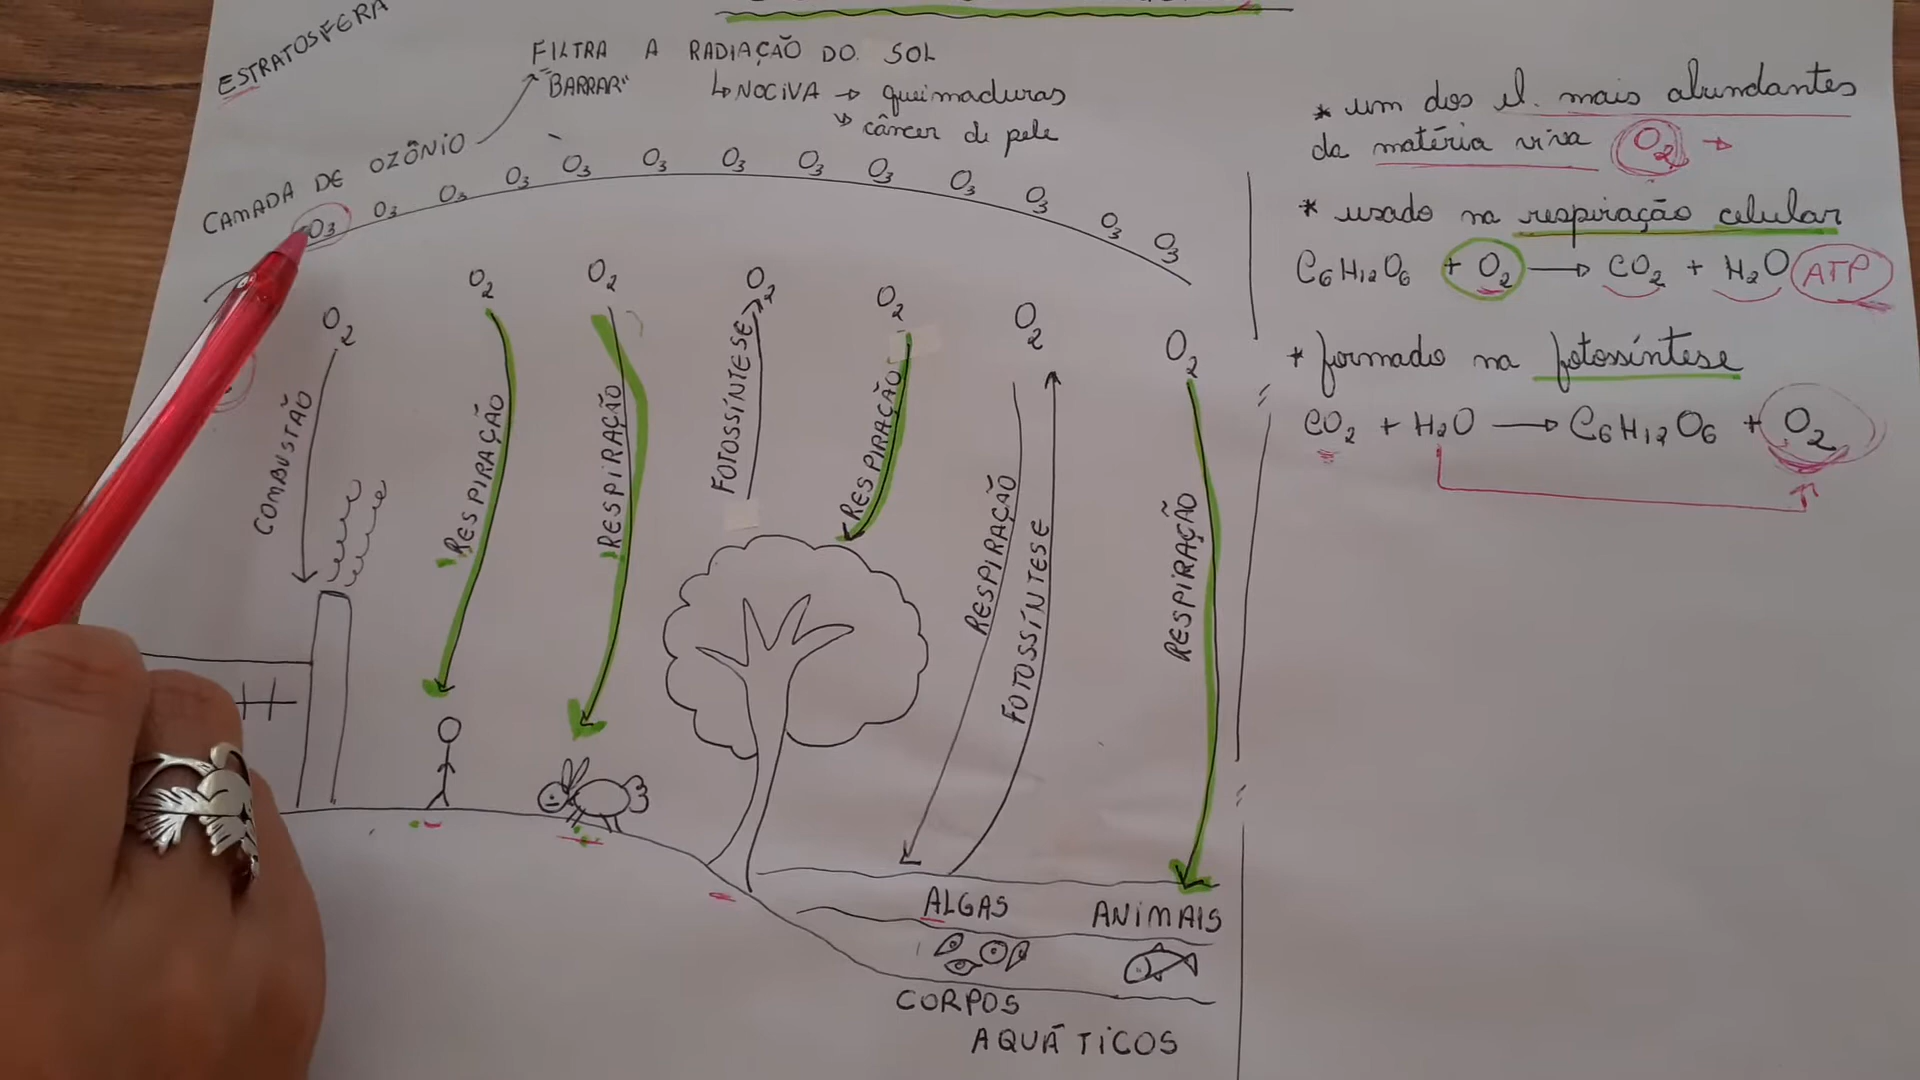 ESTRATOSFERA
FILTRA A RADIAÇÃO DO SOL
"BARRAR"
↳ NOCIVA → queimaduras
↘ câncer de pele
CAMADA DE OZÔNIO
O3 O3 O3 O3 O3 O3 O3 O3 O3 O3 O3 O3 O3
O2 O2 O2 O2 O2 O2 O2
COMBUSTÃO
RESPIRAÇÃO
RESPIRAÇÃO
FOTOSSÍNTESE
RESPIRAÇÃO
RESPIRAÇÃO
FOTOSSÍNTESE
RESPIRAÇÃO
ALGAS
ANIMAIS
CORPOS
AQUÁTICOS
* um dos el. mais abundantes
da matéria viva O2 →
* usado na respiração celular
C6H12O6 + O2 → CO2 + H2O ATP
* formado na fotossíntese
CO2 + H2O → C6H12O6 + O2